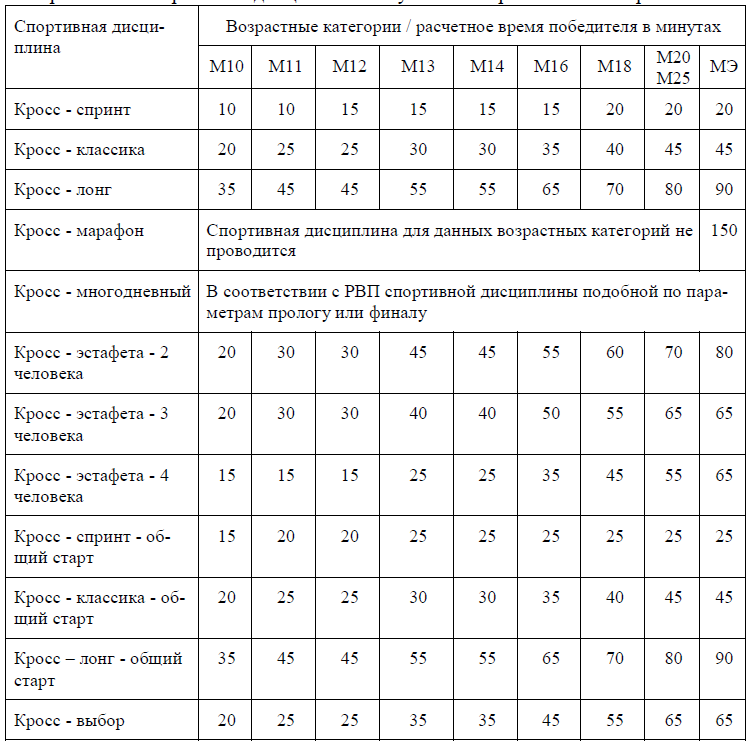 Спортивная дисци-
плина
Возрастные категории / расчетное время победителя в минутах
М10 М11 М12 М13 М14 М16 М18 М20 М25 МЭ
Кросс - спринт 10 10 15 15 15 15 20 20 20
Кросс - классика 20 25 25 30 30 35 40 45 45
Кросс - лонг 35 45 45 55 55 65 70 80 90
Кросс - марафон Спортивная дисциплина для данных возрастных категорий не 150
проводится
Кросс - многодневный В соответствии с РВП спортивной дисциплины подобной по пара-
метрам прологу или финалу
Кросс - эстафета - 2 20 30 30 45 45 55 60 70 80
человека
Кросс - эстафета - 3 20 30 30 40 40 50 55 65 65
человека
Кросс - эстафета - 4 15 15 15 25 25 35 45 55 65
человека
Кросс - спринт - об- 15 20 20 25 25 25 25 25 25
щий старт
Кросс - классика - об- 20 25 25 30 30 35 40 45 45
щий старт
Кросс – лонг - общий 35 45 45 55 55 65 70 80 90
старт
Кросс - выбор 20 25 25 35 35 45 55 65 65